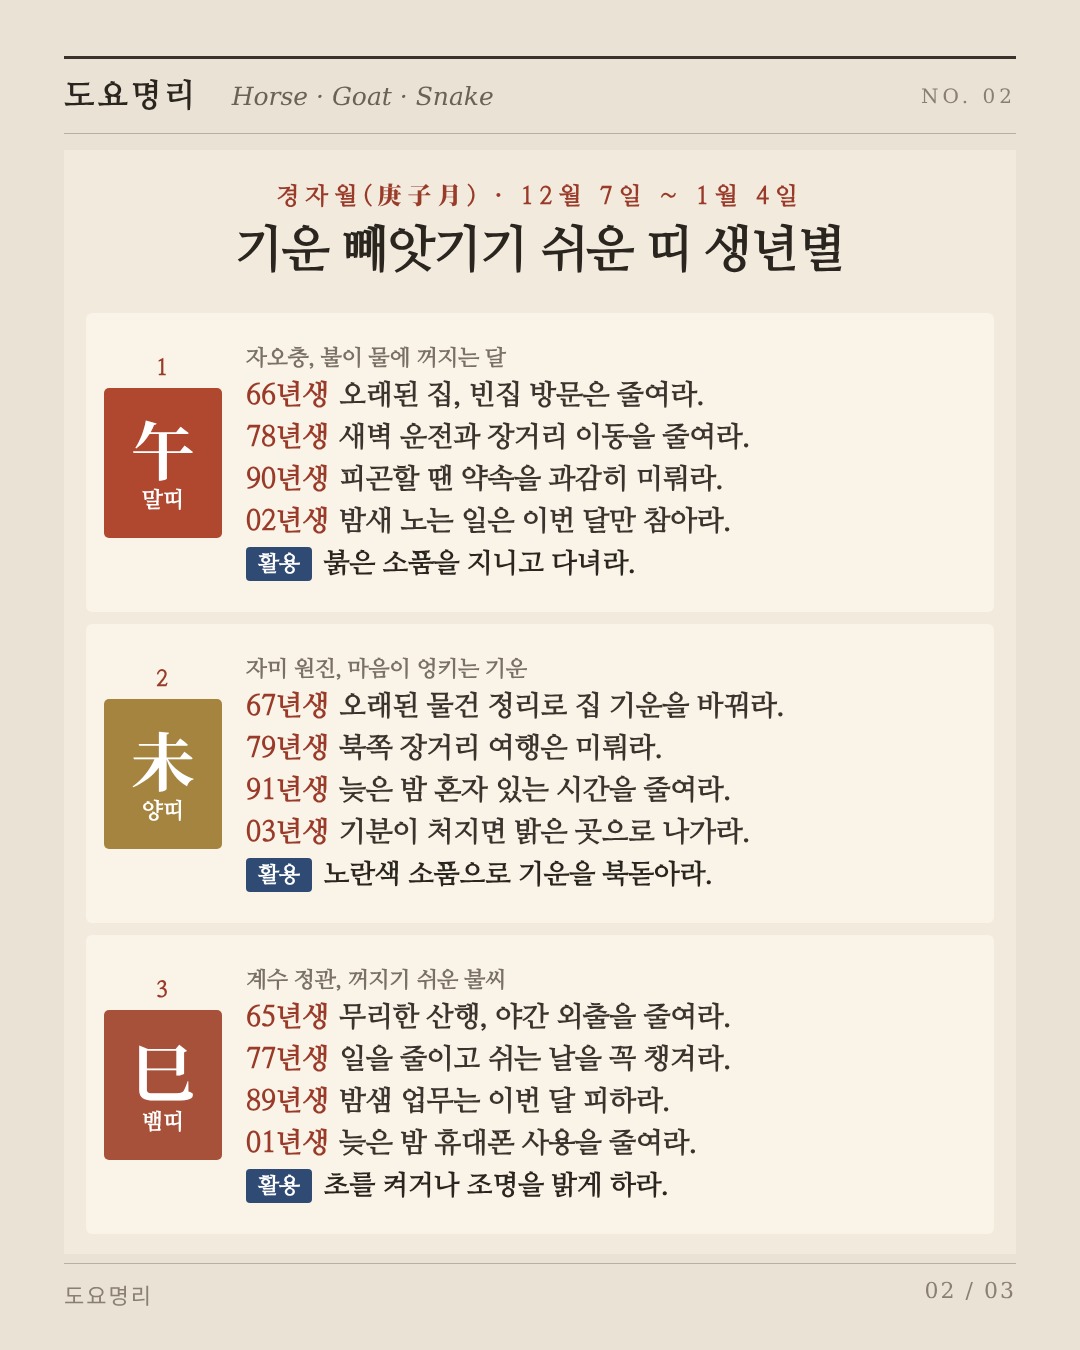 도요명리 Horse · Goat · Snake NO. 02
경자월(庚子月) · 12월 7일 ~ 1월 4일
기운 빼앗기기 쉬운 띠 생년별
1
午
말띠
자오충, 불이 물에 꺼지는 달
66년생 오래된 집, 빈집 방문은 줄여라.
78년생 새벽 운전과 장거리 이동을 줄여라.
90년생 피곤할 땐 약속을 과감히 미뤄라.
02년생 밤새 노는 일은 이번 달만 참아라.
활용 붉은 소품을 지니고 다녀라.
2
未
양띠
자미 원진, 마음이 엉키는 기운
67년생 오래된 물건 정리로 집 기운을 바꿔라.
79년생 북쪽 장거리 여행은 미뤄라.
91년생 늦은 밤 혼자 있는 시간을 줄여라.
03년생 기분이 처지면 밝은 곳으로 나가라.
활용 노란색 소품으로 기운을 북돋아라.
3
巳
뱀띠
계수 정관, 꺼지기 쉬운 불씨
65년생 무리한 산행, 야간 외출을 줄여라.
77년생 일을 줄이고 쉬는 날을 꼭 챙겨라.
89년생 밤샘 업무는 이번 달 피하라.
01년생 늦은 밤 휴대폰 사용을 줄여라.
활용 초를 켜거나 조명을 밝게 하라.
도요명리 02 / 03